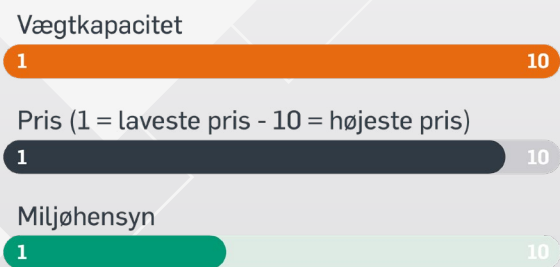 Vægtkapacitet
1 10
Pris (1 = laveste pris - 10 = højeste pris)
1 10
Miljøhensyn
1 10